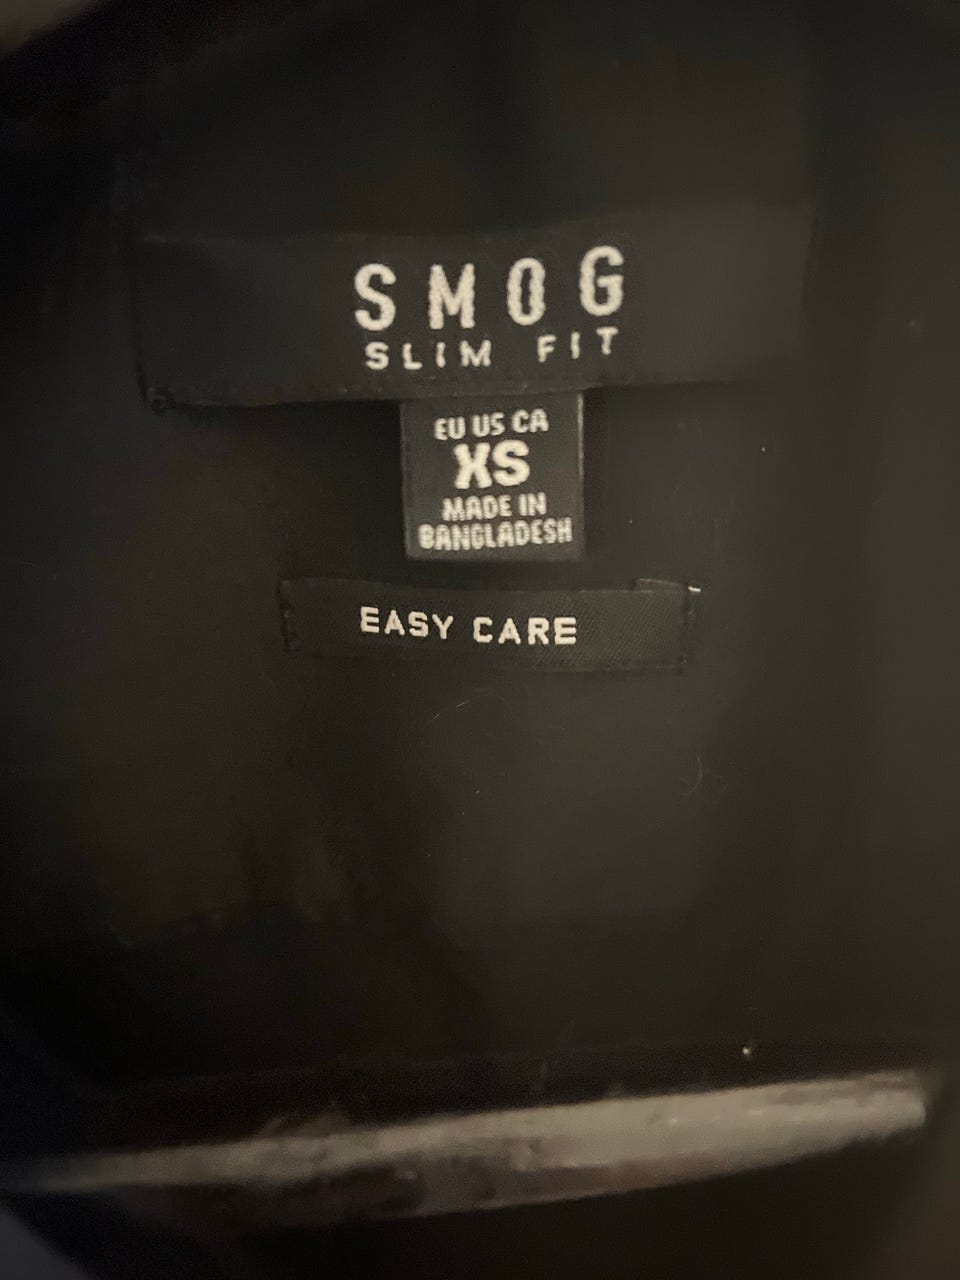 SMOG
SLIM FIT
EU US CA
XS
MADE IN
BANGLADESH
EASY CARE